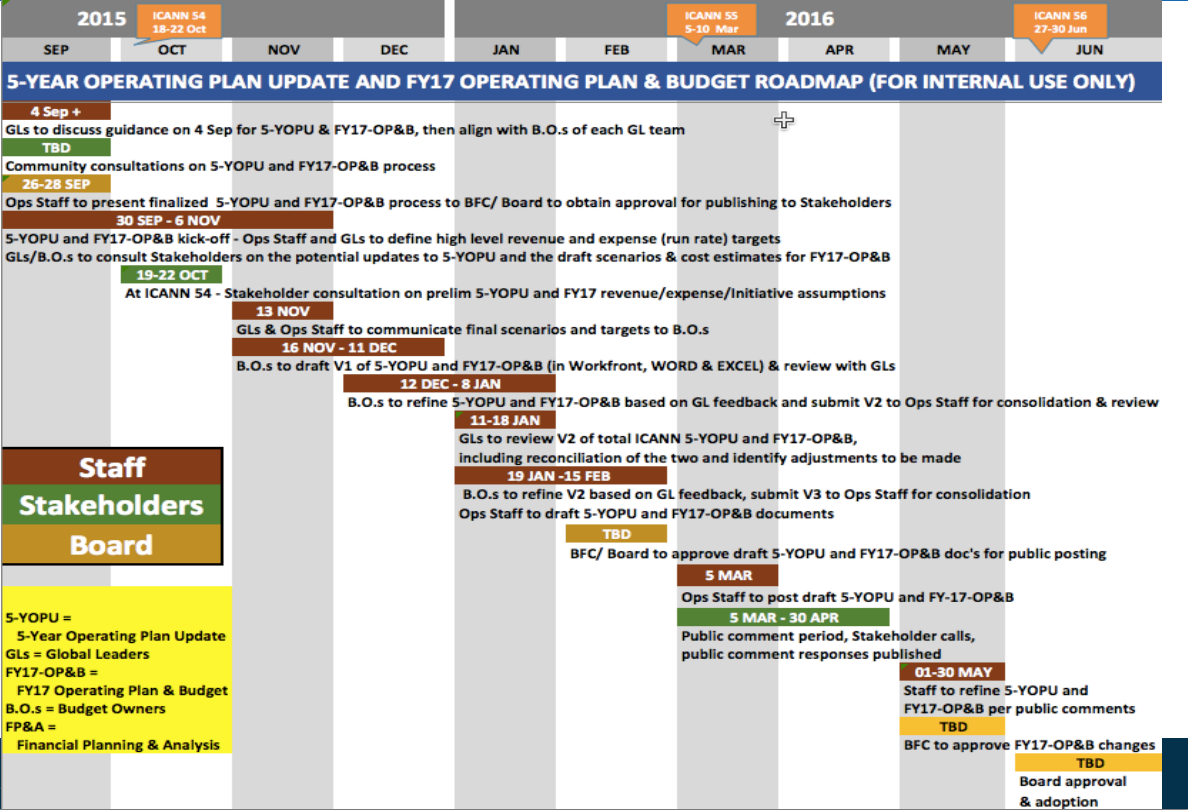 2015
ICANN 54
18-22 Oct
ICANN 55
5-10 Mar
2016
ICANN 56
27-30 Jun
SEP OCT NOV DEC JAN FEB MAR APR MAY JUN
5-YEAR OPERATING PLAN UPDATE AND FY17 OPERATING PLAN & BUDGET ROADMAP (FOR INTERNAL USE ONLY)
4 Sep +
GLs to discuss guidance on 4 Sep for 5-YOPU & FY17-OP&B, then align with B.O.s of each GL team
TBD
Community consultations on 5-YOPU and FY17-OP&B process
26-28 SEP
Ops Staff to present finalized 5-YOPU and FY17-OP&B process to BFC/ Board to obtain approval for publishing to Stakeholders
30 SEP - 6 NOV
5-YOPU and FY17-OP&B kick-off - Ops Staff and GLs to define high level revenue and expense (run rate) targets
GLs/B.O.s to consult Stakeholders on the potential updates to 5-YOPU and the draft scenarios & cost estimates for FY17-OP&B
19-22 OCT
At ICANN 54 - Stakeholder consultation on prelim 5-YOPU and FY17 revenue/expense/Initiative assumptions
13 NOV
GLs & Ops Staff to communicate final scenarios and targets to B.O.s
16 NOV - 11 DEC
B.O.s to draft V1 of 5-YOPU and FY17-OP&B (in Workfront, WORD & EXCEL) & review with GLs
12 DEC - 8 JAN
B.O.s to refine 5-YOPU and FY17-OP&B based on GL feedback and submit V2 to Ops Staff for consolidation & review
11-18 JAN
GLs to review V2 of total ICANN 5-YOPU and FY17-OP&B,
including reconciliation of the two and identify adjustments to be made
19 JAN -15 FEB
B.O.s to refine V2 based on GL feedback, submit V3 to Ops Staff for consolidation
Ops Staff to draft 5-YOPU and FY17-OP&B documents
TBD
BFC/ Board to approve draft 5-YOPU and FY17-OP&B doc's for public posting
5 MAR
Ops Staff to post draft 5-YOPU and FY-17-OP&B
5 MAR - 30 APR
Public comment period, Stakeholder calls,
public comment responses published
01-30 MAY
Staff to refine 5-YOPU and
FY17-OP&B per public comments
TBD
BFC to approve FY17-OP&B changes
TBD
Board approval
& adoption
Staff
Stakeholders
Board
5-YOPU =
5-Year Operating Plan Update
GLs = Global Leaders
FY17-OP&B =
FY17 Operating Plan & Budget
B.O.s = Budget Owners
FP&A =
Financial Planning & Analysis